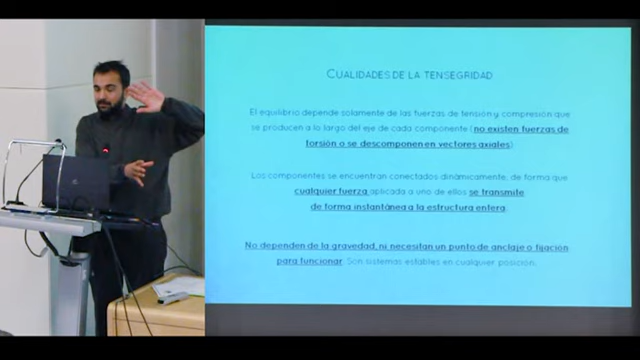 CUALIDADES DE LA TENSEGRIDAD
El equilibrio depende solamente de las fuerzas de tensión y compresión que
se producen a lo largo del eje de cada componente (no existen fuerzas de
torsión o se descomponen en vectores axiales).
Los componentes se encuentran conectados dinámicamente, de forma que
cualquier fuerza aplicada a uno de ellos se transmite
de forma instantánea a la estructura entera.
No dependen de la gravedad, ni necesitan un punto de anclaje o fijación
para funcionar. Son sistemas estables en cualquier posición.